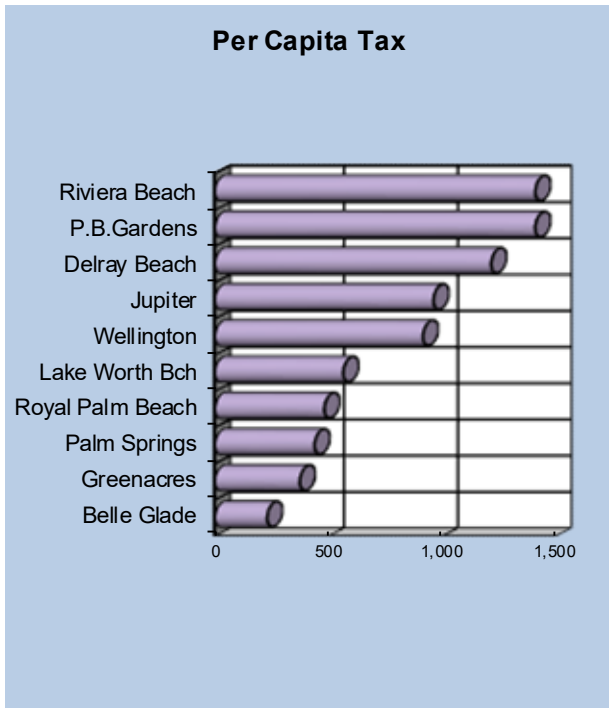 Per Capita Tax
Riviera Beach
P.B.Gardens
Delray Beach
Jupiter
Wellington
Lake Worth Bch
Royal Palm Beach
Palm Springs
Greenacres
Belle Glade
0 500 1,000 1,500